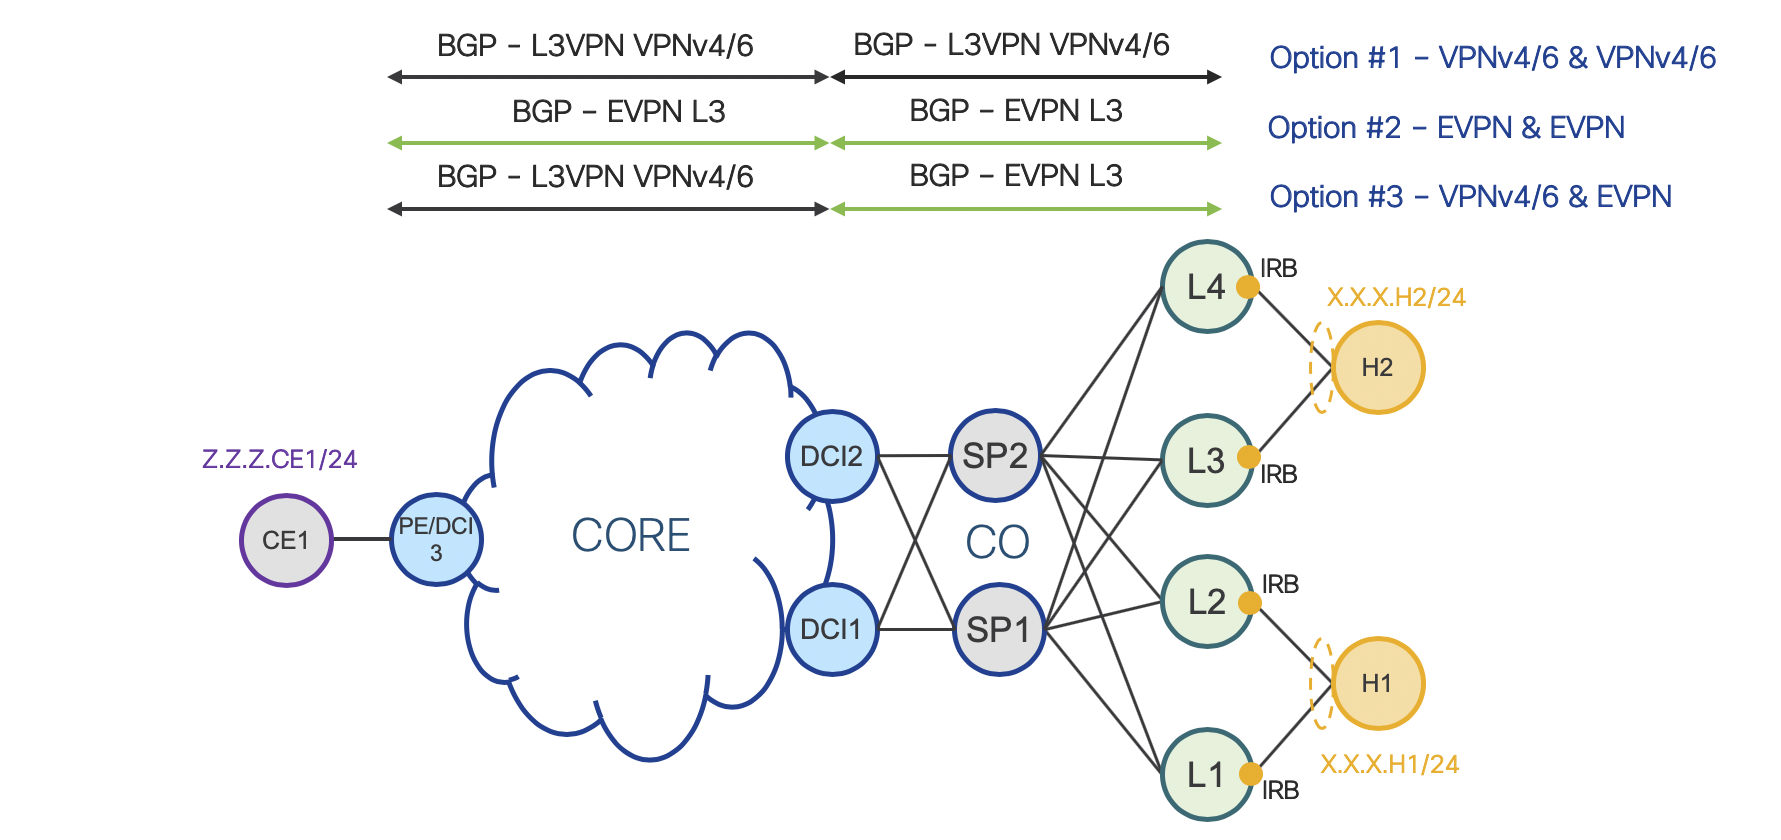 BGP – L3VPN VPNv4/6
BGP – L3VPN VPNv4/6
Option #1 – VPNv4/6 & VPNv4/6
BGP – EVPN L3
BGP – EVPN L3
Option #2 – EVPN & EVPN
BGP – L3VPN VPNv4/6
BGP – EVPN L3
Option #3 – VPNv4/6 & EVPN
L4
IRB
X.X.X.H2/24
H2
Z.Z.Z.CE1/24
DCI2
SP2
L3
IRB
CE1
PE/DCI
3
CORE
CO
L2
IRB
DCI1
SP1
H1
L1
IRB
X.X.X.H1/24